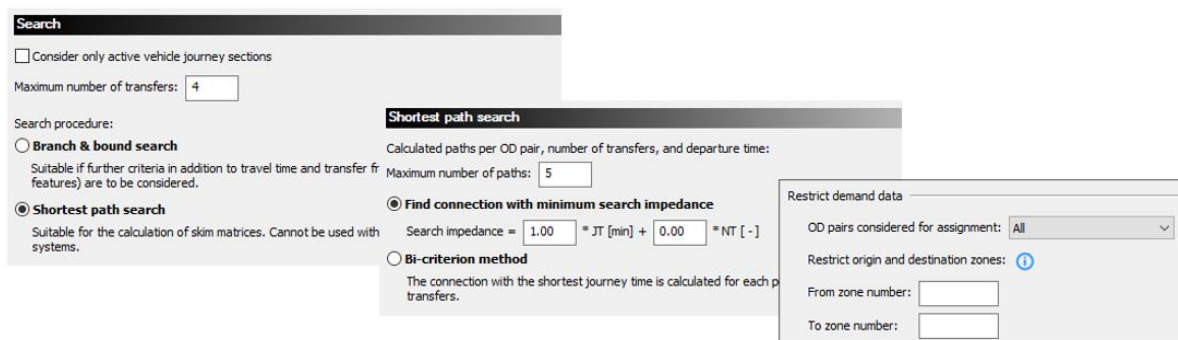 Search
Consider only active vehicle journey sections
Maximum number of transfers: 4
Search procedure:
Branch & bound search
Suitable if further criteria in addition to travel time and transfer fr
features) are to be considered.
Shortest path search
Suitable for the calculation of skim matrices. Cannot be used with
systems.
Shortest path search
Calculated paths per OD pair, number of transfers, and departure time:
Maximum number of paths: 5
Find connection with minimum search impedance
Search impedance = 1.00 * JT [min] + 0.00 * NT [ - ]
Bi-criterion method
The connection with the shortest journey time is calculated for each p
transfers.
Restrict demand data
OD pairs considered for assignment: All
Restrict origin and destination zones:
From zone number:
To zone number: